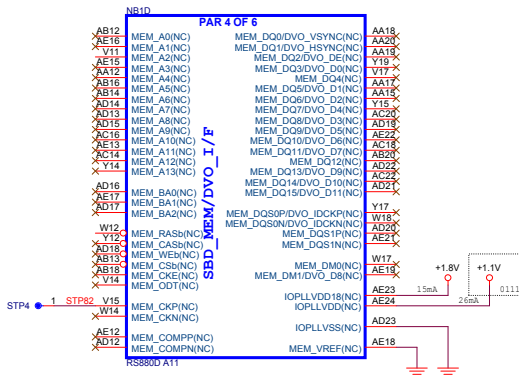 NB1D
PAR 4 OF 6
AB12 MEM_A0(NC) MEM_DQ0/DVO_VSYNC(NC) AA18
AE16 MEM_A1(NC) MEM_DQ1/DVO_HSYNC(NC) AA20
V11 MEM_A2(NC) MEM_DQ2/DVO_DE(NC) AA19
AE15 MEM_A3(NC) MEM_DQ3/DVO_D0(NC) Y19
AA12 MEM_A4(NC) MEM_DQ4(NC) V17
AB16 MEM_A5(NC) MEM_DQ5/DVO_D1(NC) AA17
AB14 MEM_A6(NC) MEM_DQ6/DVO_D2(NC) AA15
AD14 MEM_A7(NC) MEM_DQ7/DVO_D4(NC) Y15
AD13 MEM_A8(NC) MEM_DQ8/DVO_D3(NC) AC20
AD15 MEM_A9(NC) MEM_DQ9/DVO_D5(NC) AD19
AC16 MEM_A10(NC) MEM_DQ10/DVO_D6(NC) AE22
AE13 MEM_A11(NC) MEM_DQ11/DVO_D7(NC) AC18
AC14 MEM_A12(NC) MEM_DQ12(NC) AB20
Y14 MEM_A13(NC) MEM_DQ13/DVO_D9(NC) AD22
MEM_DQ14/DVO_D10(NC) AC22
AD16 MEM_BA0(NC) MEM_DQ15/DVO_D11(NC) AD21
AE17 MEM_BA1(NC)
AD17 MEM_BA2(NC) MEM_DQS0P/DVO_IDCKP(NC) Y17
MEM_DQS0N/DVO_IDCKN(NC) W18
W12 MEM_RASb(NC) MEM_DQS1P(NC) AD20
Y12 MEM_CASb(NC) MEM_DQS1N(NC) AE21
AD18 MEM_WEb(NC)
AB13 MEM_CSb(NC) MEM_DM0(NC) W17
AB18 MEM_CKE(NC) MEM_DM1/DVO_D8(NC) AE19
V14 MEM_ODT(NC)
SBD_MEM/DVO_I/F
+1.8V +1.1V
IOPLLVDD18(NC) AE23 15mA 0111
STP4 1 STP82 V15 MEM_CKP(NC) IOPLLVDD(NC) AE24 26mA
W14 MEM_CKN(NC)
IOPLLVSS(NC) AD23
AE12 MEM_COMPP(NC)
AD12 MEM_COMPN(NC) MEM_VREF(NC) AE18
RS880D A11